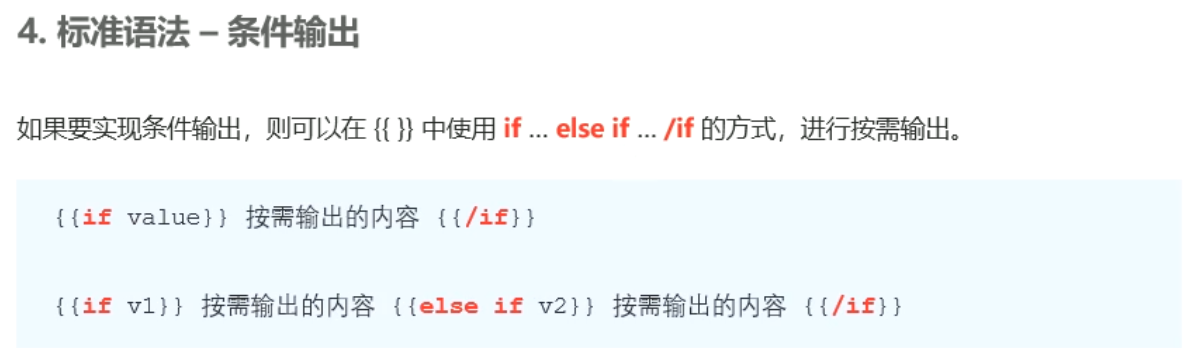 4. 标准语法 – 条件输出
如果要实现条件输出，则可以在 {{ }} 中使用 if ... else if ... /if 的方式，进行按需输出。
{{if value}} 按需输出的内容 {{/if}}
{{if v1}} 按需输出的内容 {{else if v2}} 按需输出的内容 {{/if}}